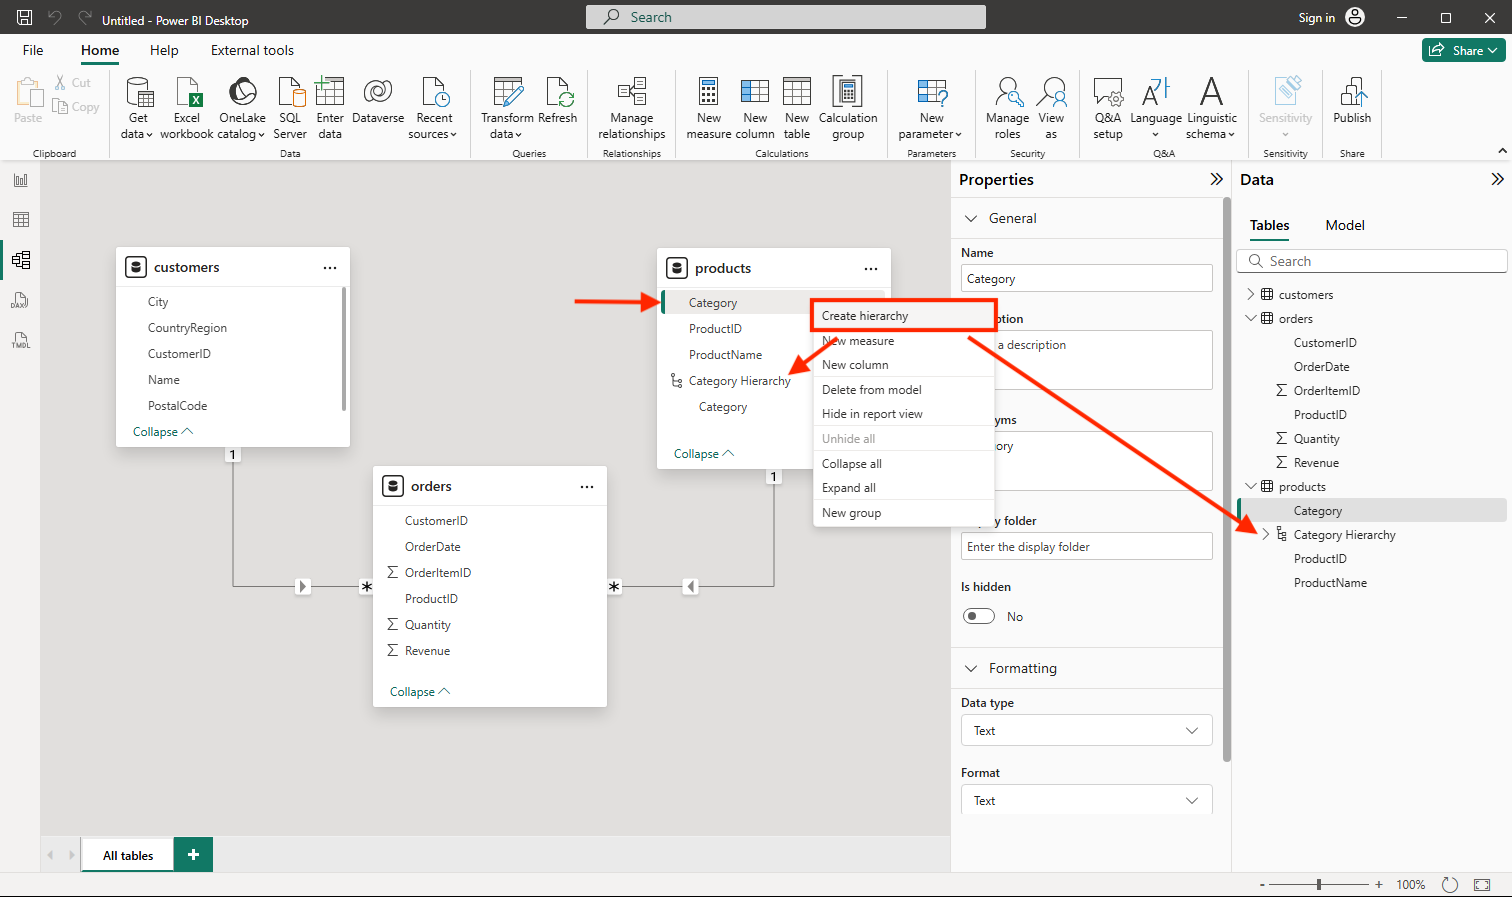 Untitled - Power BI Desktop
Search
Sign in
File
Home
Help
External tools
Share
Paste
Cut
Copy
Clipboard
Get data
Excel workbook
OneLake catalog
SQL Server
Enter data
Dataverse
Recent sources
Data
Transform data
Refresh
Queries
Manage relationships
Relationships
New measure
New column
New table
Calculation group
Calculations
New parameter
Parameters
Manage roles
View as
Security
Q&A setup
Language
Linguistic schema
Q&A
Sensitivity
Sensitivity
Publish
Share
DAX
TMDL
customers
City
CountryRegion
CustomerID
Name
PostalCode
Collapse
1
orders
CustomerID
OrderDate
OrderItemID
ProductID
Quantity
Revenue
Collapse
products
Category
ProductID
ProductName
Category Hierarchy
Category
Collapse
1
Create hierarchy
New measure
New column
Delete from model
Hide in report view
Unhide all
Collapse all
Expand all
New group
Properties
General
Name
Category
ption
a description
yms
ory
y folder
Enter the display folder
Is hidden
No
Formatting
Data type
Text
Format
Text
Data
Tables
Model
Search
customers
orders
CustomerID
OrderDate
OrderItemID
ProductID
Quantity
Revenue
products
Category
Category Hierarchy
ProductID
ProductName
All tables
- + 100%